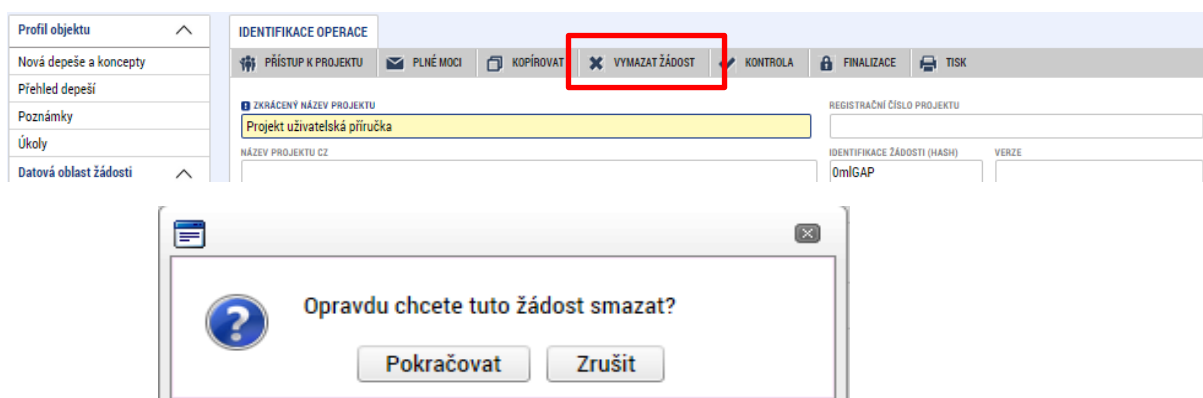 Profil objektu
Nová depeše a koncepty
Přehled depeší
Poznámky
Úkoly
Datová oblast žádosti
IDENTIFIKACE OPERACE
PŘÍSTUP K PROJEKTU PLNÉ MOCI KOPÍROVAT VYMAZAT ŽÁDOST KONTROLA FINALIZACE TISK
ZKRÁCENÝ NÁZEV PROJEKTU REGISTRAČNÍ ČÍSLO PROJEKTU
Projekt uživatelská příručka
NÁZEV PROJEKTU CZ IDENTIFIKACE ŽÁDOSTI (HASH) VERZE
0mlGAP
Opravdu chcete tuto žádost smazat?
Pokračovat Zrušit